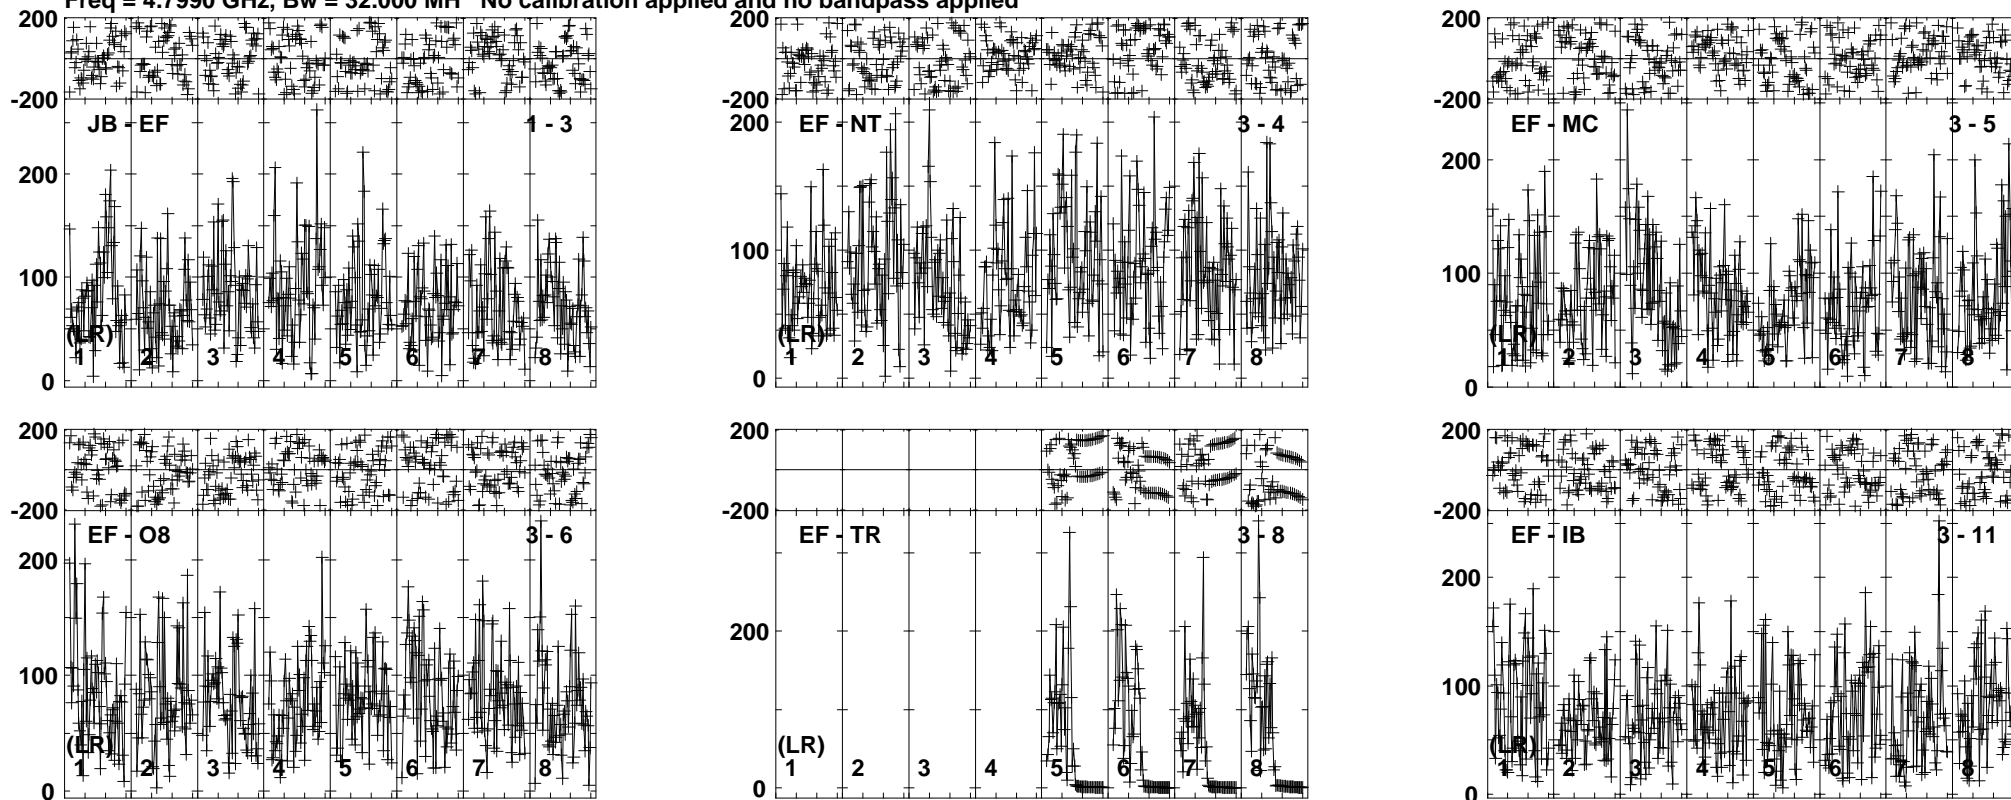 Freq = 4.7990 GHz, Bw = 32.000 MH No calibration applied and no bandpass applied
200
-200
JB - EF 1 - 3
200
100
(LR)
1 2 3 4 5 6 7 8
0
200
-200
EF - NT 3 - 4
200
100
(LR)
1 2 3 4 5 6 7 8
0
200
-200
EF - MC 3 - 5
200
100
(LR)
1 2 3 4 5 6 7 8
0
200
-200
EF - O8 3 - 6
200
100
(LR)
1 2 3 4 5 6 7 8
0
200
-200
EF - TR 3 - 8
200
(LR)
1 2 3 4 5 6 7 8
0
200
-200
EF - IB 3 - 11
200
100
(LR)
1 2 3 4 5 6 7 8
0